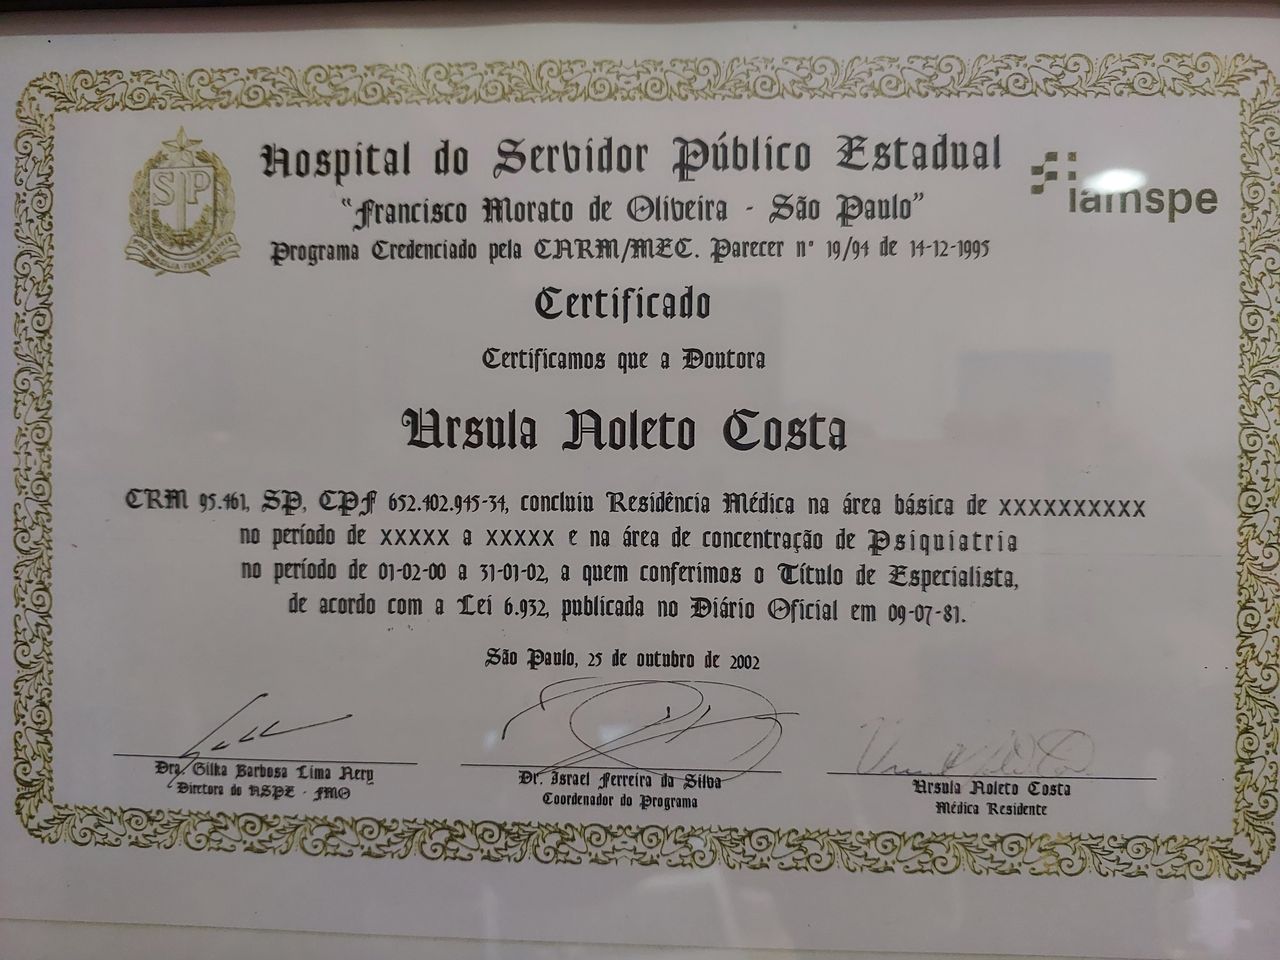 Hospital do Servidor Público Estadual
iamspe
"Francisco Morato de Oliveira - São Paulo"
Programa Credenciado pela CNRM/MEC. Parecer nº 19/94 de 14-12-1995
SP
Certificado
Certificamos que a Doutora
Ursula Noleto Costa
CRM 95.461, SP, CPF 652.402.945-34, concluiu Residência Médica na área básica de XXXXXXXXXX
no período de XXXXX a XXXXX e na área de concentração de Psiquiatria
no período de 01-02-00 a 31-01-02, a quem conferimos o Título de Especialista,
de acordo com a Lei 6.932, publicada no Diário Oficial em 09-07-81.
São Paulo, 25 de outubro de 2002
Dra. Gilka Barbosa Lima Nery
Diretora do HSPE - FMO
Dr. Israel Ferreira da Silva
Coordenador do Programa
Ursula Noleto Costa
Médica Residente